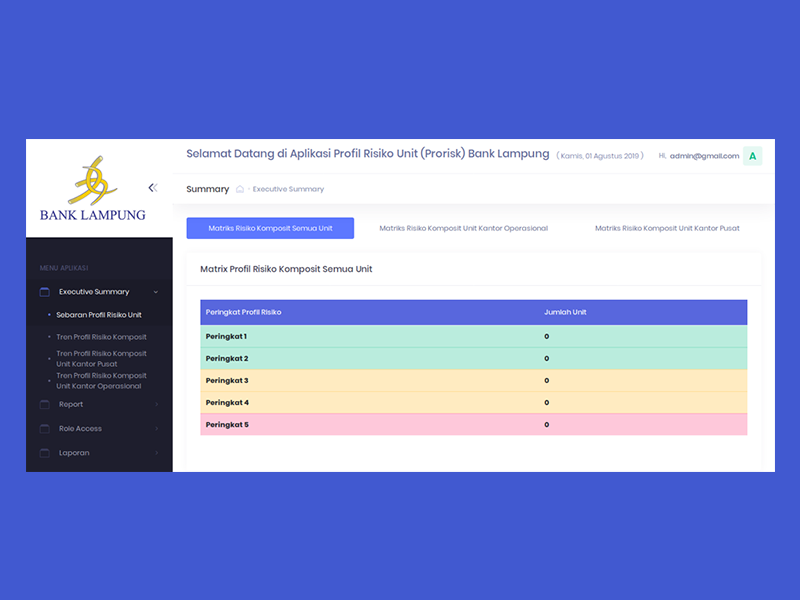 BANK LAMPUNG
MENU APLIKASI
Executive Summary
Sebaran Profil Risiko Unit
Tren Profil Risiko Komposit
Tren Profil Risiko Komposit
Unit Kantor Pusat
Tren Profil Risiko Komposit
Unit Kantor Operasional
Report
Role Access
Laporan
Selamat Datang di Aplikasi Profil Risiko Unit (Prorisk) Bank Lampung ( Kamis, 01 Agustus 2019 ) Hi, admin@gmail.com A
Summary - Executive Summary
Matriks Risiko Komposit Semua Unit Matriks Risiko Komposit Unit Kantor Operasional Matriks Risiko Komposit Unit Kantor Pusat
Matrix Profil Risiko Komposit Semua Unit
Peringkat Profil Risiko Jumlah Unit
Peringkat 1 0
Peringkat 2 0
Peringkat 3 0
Peringkat 4 0
Peringkat 5 0